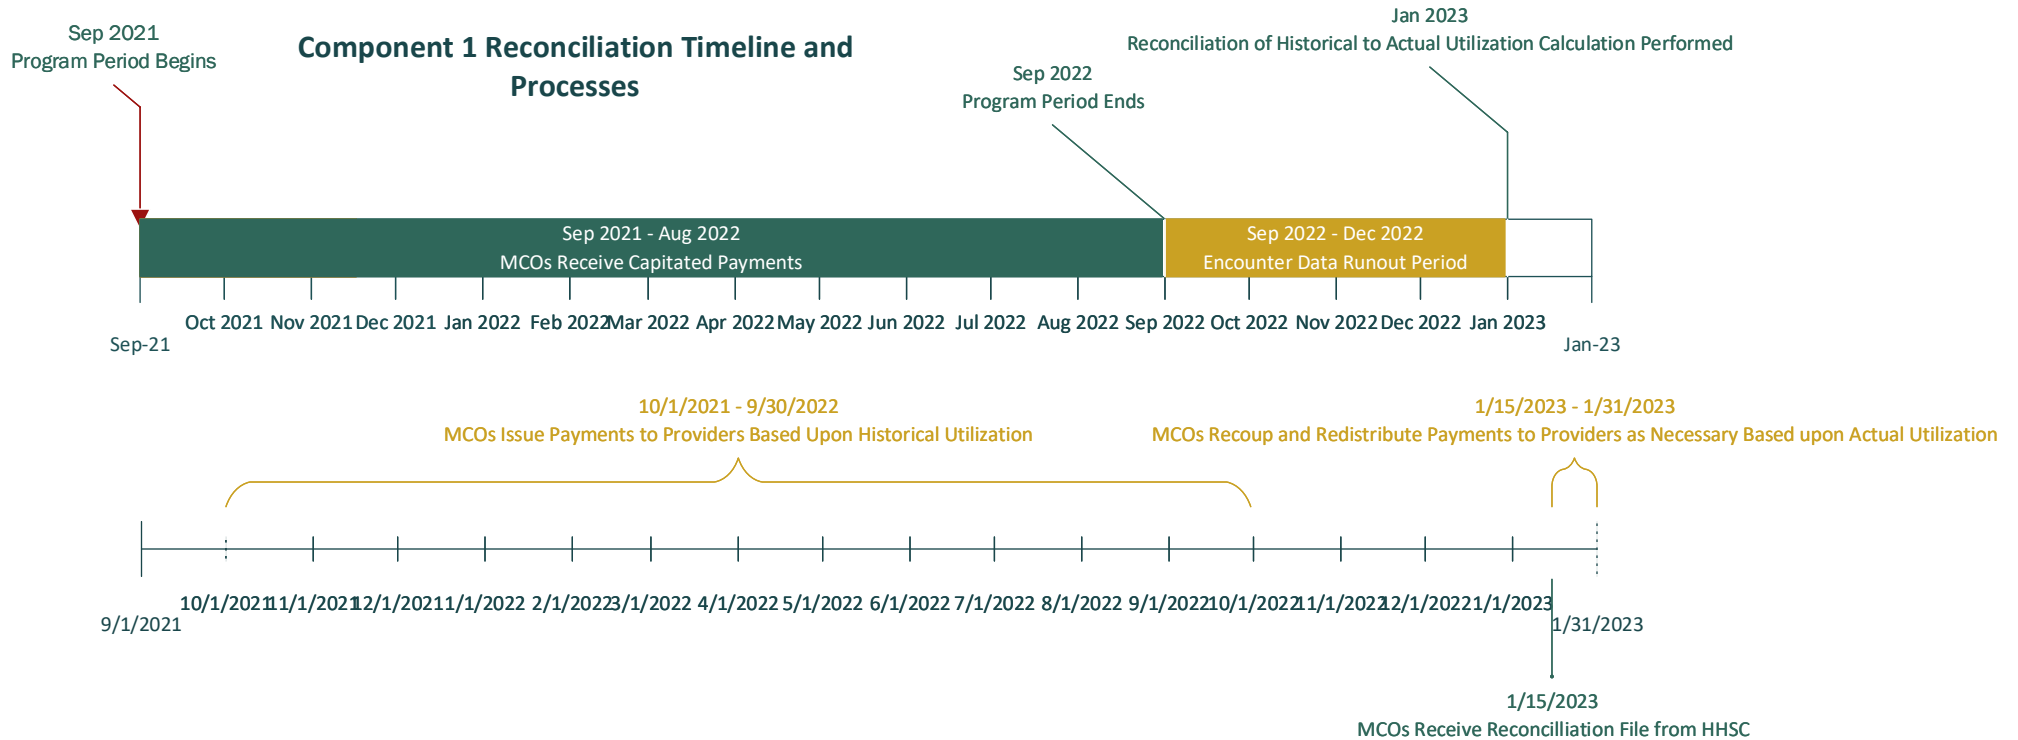 Sep 2021
Program Period Begins
Component 1 Reconciliation Timeline and
Processes
Sep 2022
Program Period Ends
Jan 2023
Reconciliation of Historical to Actual Utilization Calculation Performed
Sep 2021 - Aug 2022
MCOs Receive Capitated Payments
Sep 2022 - Dec 2022
Encounter Data Runout Period
Oct 2021 Nov 2021 Dec 2021 Jan 2022 Feb 2022 Mar 2022 Apr 2022 May 2022 Jun 2022 Jul 2022 Aug 2022 Sep 2022 Oct 2022 Nov 2022 Dec 2022 Jan 2023
Sep-21 Jan-23
10/1/2021 - 9/30/2022
MCOs Issue Payments to Providers Based Upon Historical Utilization
1/15/2023 - 1/31/2023
MCOs Recoup and Redistribute Payments to Providers as Necessary Based upon Actual Utilization
10/1/2021 11/1/2021 12/1/2021 1/1/2022 2/1/2022 3/1/2022 4/1/2022 5/1/2022 6/1/2022 7/1/2022 8/1/2022 9/1/2022 10/1/2022 11/1/2022 12/1/2022 1/1/2023
9/1/2021 1/31/2023
1/15/2023
MCOs Receive Reconcilliation File from HHSC